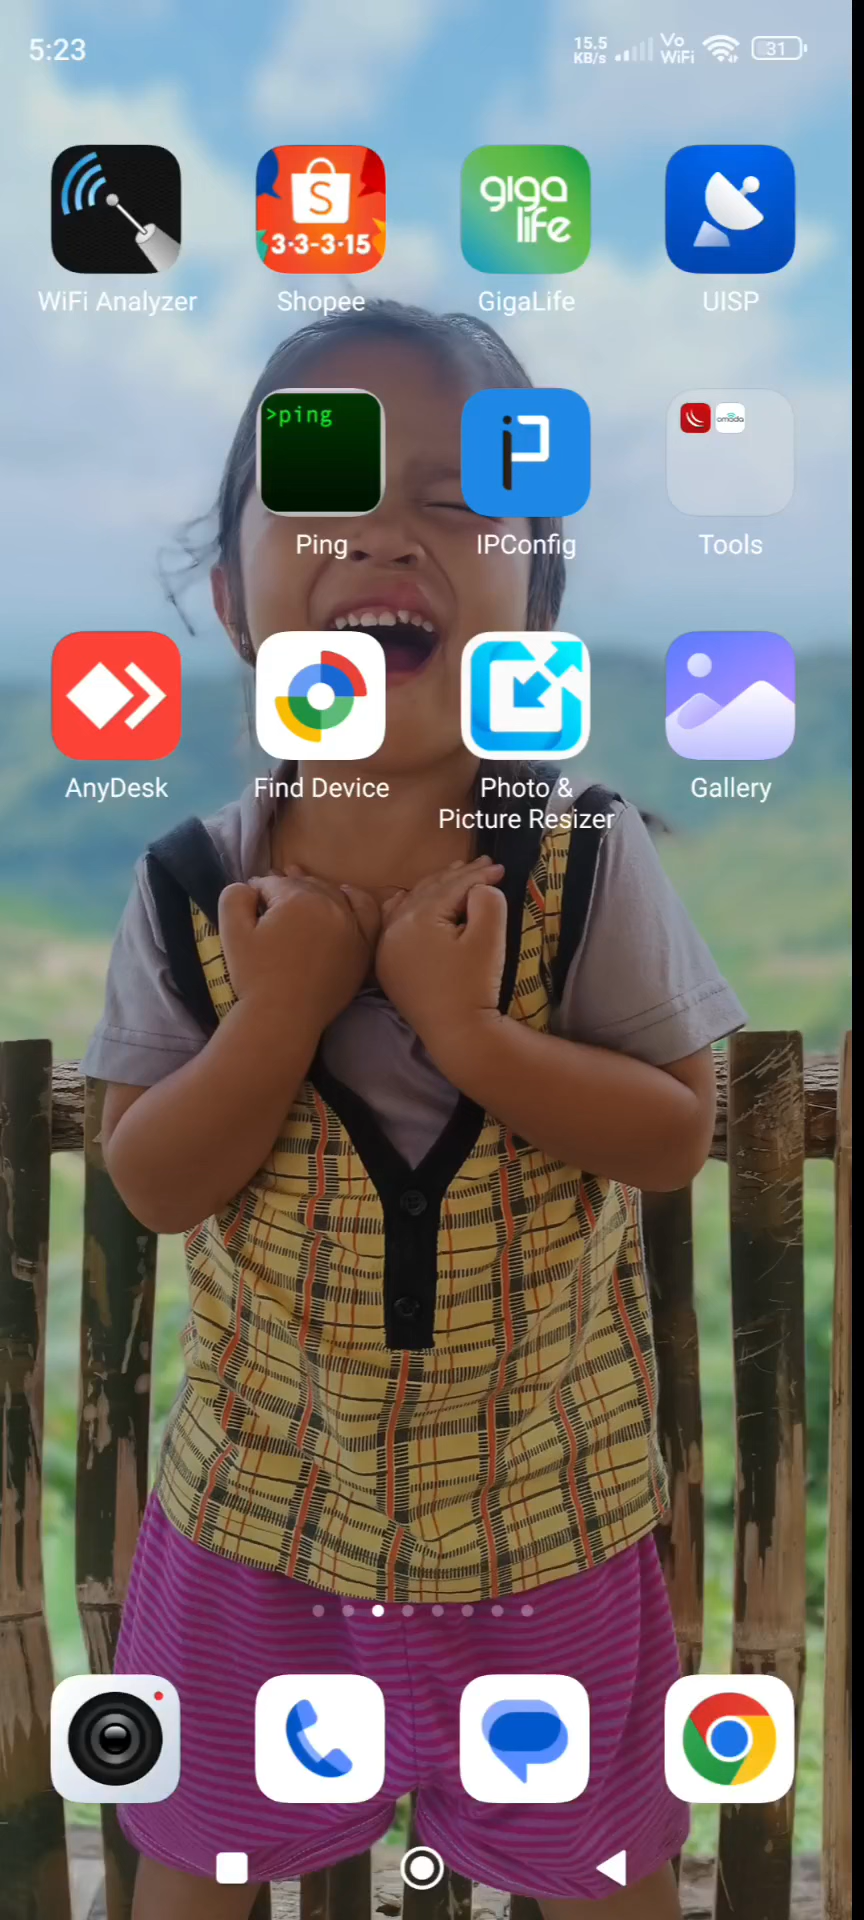 5:23
15.5
KB/s
Vo
WiFi
31
S
3-3-3-15
giga
life
WiFi Analyzer
Shopee
GigaLife
UISP
>ping
omada
Ping
IPConfig
Tools
AnyDesk
Find Device
Photo &
Picture Resizer
Gallery